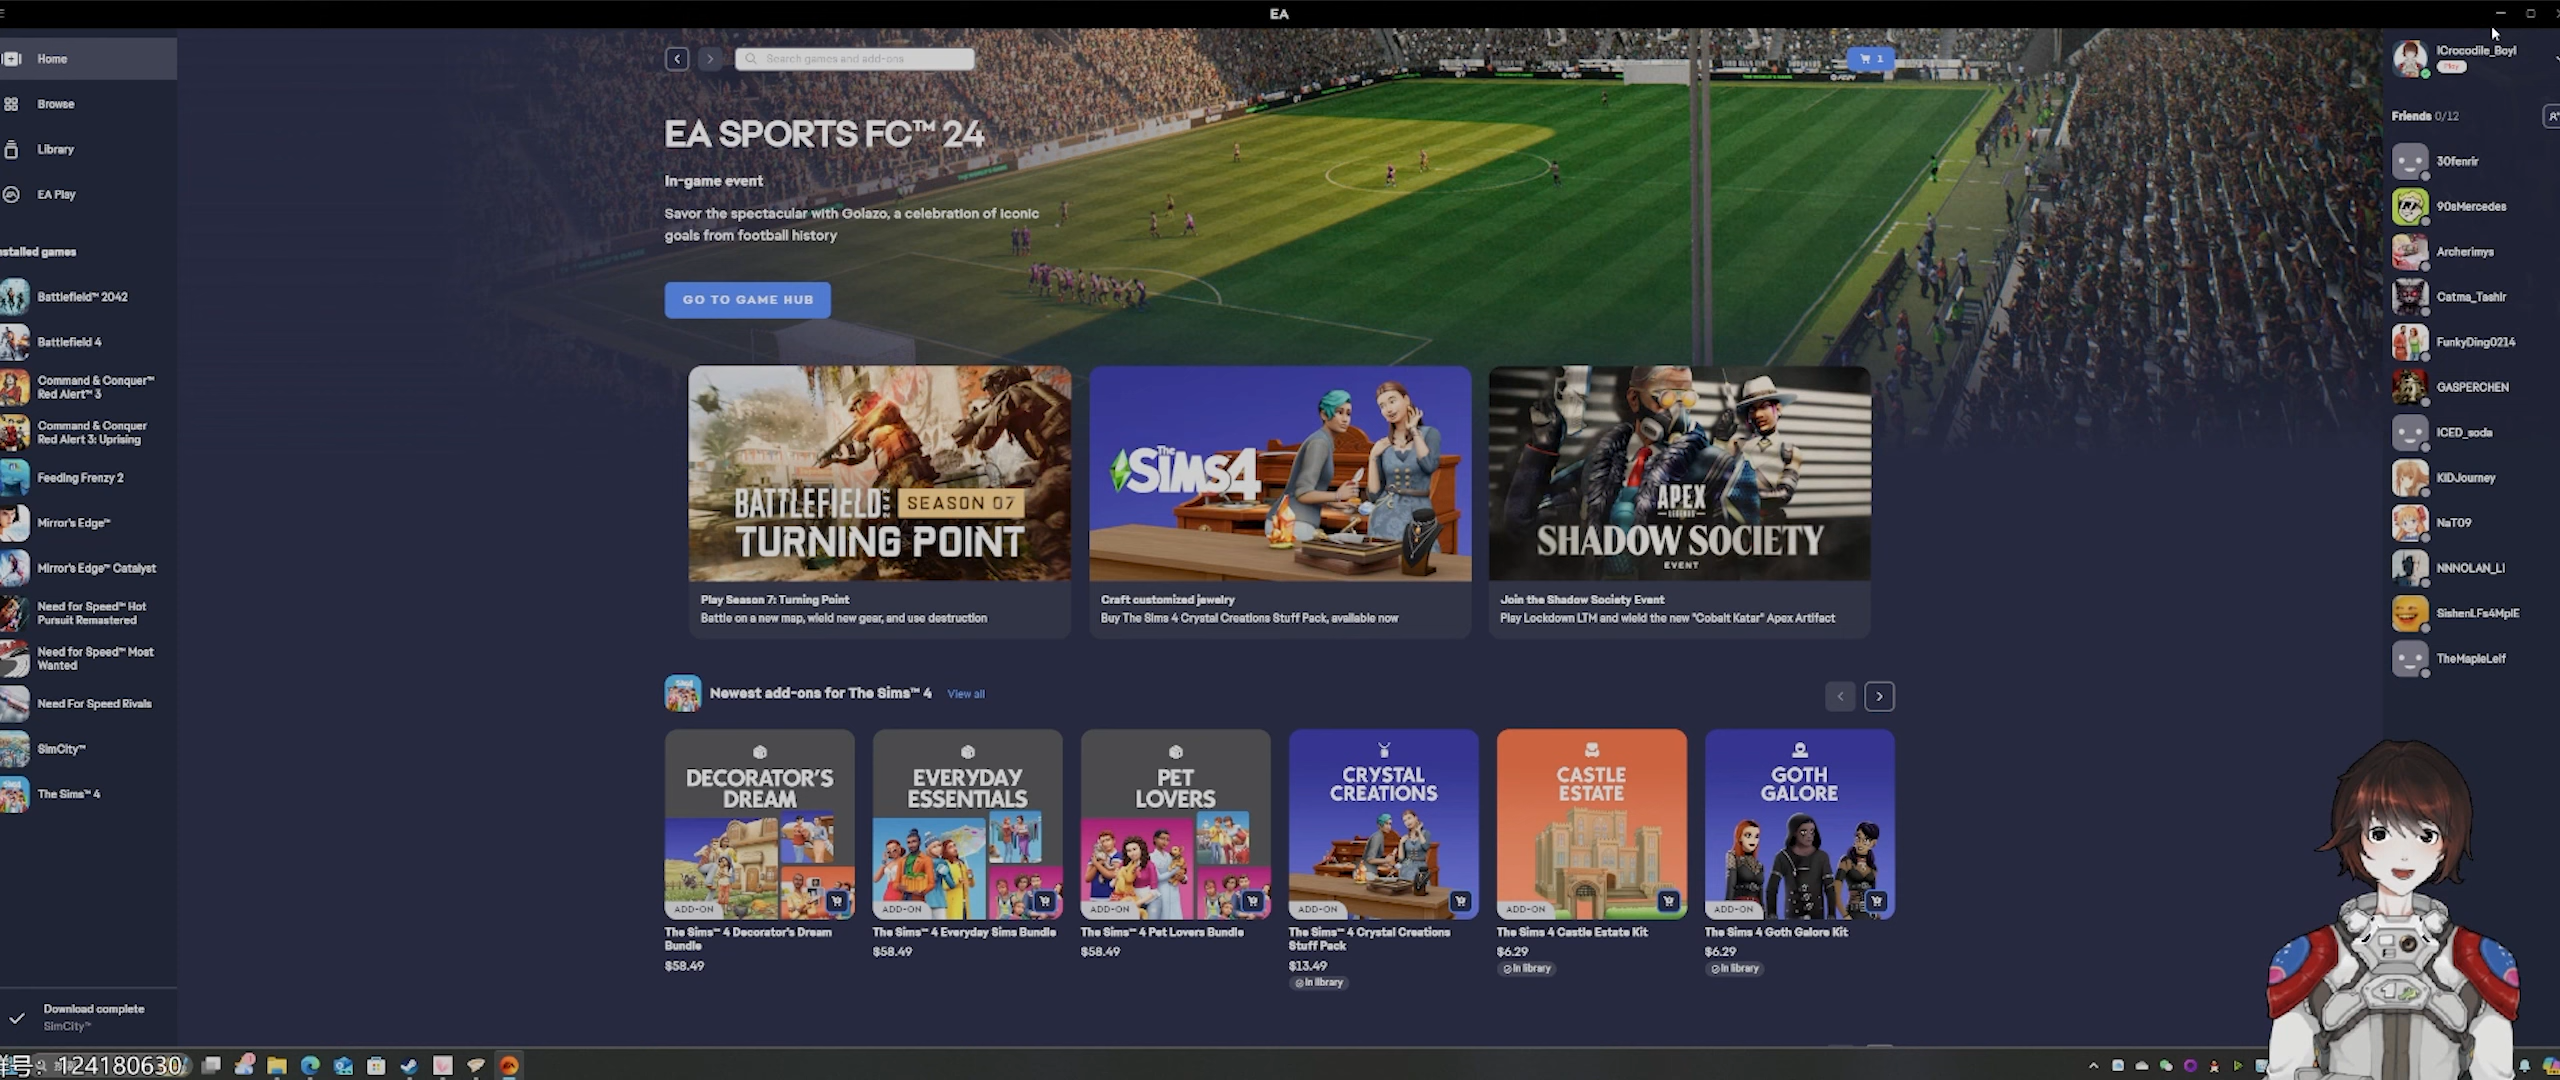 EA
Home
Browse
Library
EA Play
nstalled games
Battlefield™ 2042
Battlefield 4
Command & Conquer™
Red Alert™ 3
Command & Conquer
Red Alert 3: Uprising
Feeding Frenzy 2
Mirror's Edge™
Mirror's Edge™ Catalyst
Need for Speed™ Hot
Pursuit Remastered
Need for Speed™ Most
Wanted
Need For Speed Rivals
SimCity™
The Sims™ 4
Download complete
SimCity™
Search games and add-ons
1
EA SPORTS FC™ 24
In-game event
Savor the spectacular with Golazo, a celebration of iconic
goals from football history
GO TO GAME HUB
BATTLEFIELD 2042 SEASON 07
TURNING POINT
Play Season 7: Turning Point
Battle on a new map, wield new gear, and use destruction
The SIMS 4
Craft customized jewelry
Buy The Sims 4 Crystal Creations Stuff Pack, available now
APEX
LEGENDS
SHADOW SOCIETY
EVENT
Join the Shadow Society Event
Play Lockdown LTM and wield the new "Cobalt Katar" Apex Artifact
Newest add-ons for The Sims™ 4 View all
DECORATOR'S
DREAM
ADD-ON
The Sims™ 4 Decorator's Dream
Bundle
$58.49
EVERYDAY
ESSENTIALS
ADD-ON
The Sims™ 4 Everyday Sims Bundle
$58.49
PET
LOVERS
ADD-ON
The Sims™ 4 Pet Lovers Bundle
$58.49
CRYSTAL
CREATIONS
ADD-ON
The Sims™ 4 Crystal Creations
Stuff Pack
$13.49
In library
CASTLE
ESTATE
ADD-ON
The Sims 4 Castle Estate Kit
$6.29
In library
GOTH
GALORE
ADD-ON
The Sims 4 Goth Galore Kit
$6.29
In library
ICrocodile_BoyI
Play
Friends 0/12
30fenrir
90sMercedes
Archerimys
Catma_Tashir
FunkyDing0214
GASPERCHEN
ICED_soda
KIDJourney
NaT09
NNNOLAN_LI
SishenLFs4MplE
TheMapleLeif
群号：124180630